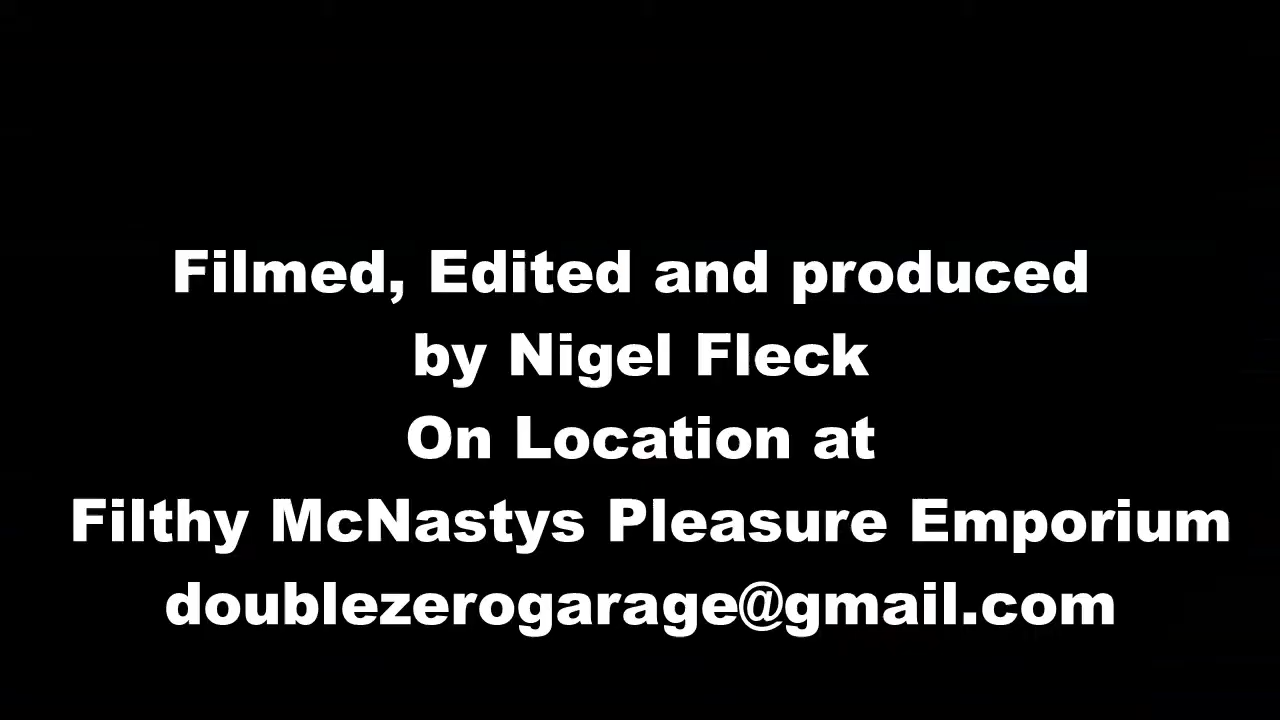 Filmed, Edited and produced
by Nigel Fleck
On Location at
Filthy McNastys Pleasure Emporium
doublezerogarage@gmail.com